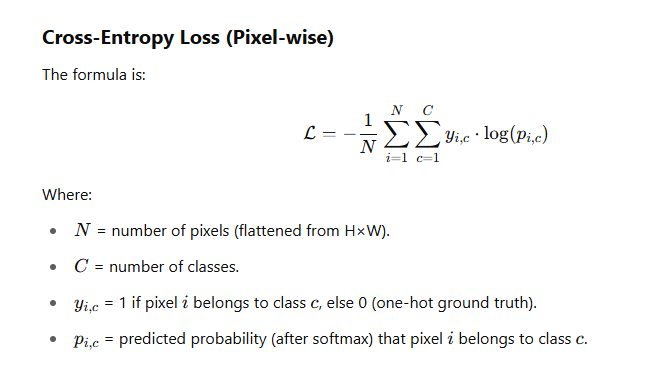 Cross-Entropy Loss (Pixel-wise)
The formula is:
$\mathcal{L} = -\frac{1}{N} \sum_{i=1}^{N} \sum_{c=1}^{C} y_{i,c} \cdot \log(p_{i,c})$
Where:
• $N$ = number of pixels (flattened from H×W).
• $C$ = number of classes.
• $y_{i,c}$ = 1 if pixel $i$ belongs to class $c$, else 0 (one-hot ground truth).
• $p_{i,c}$ = predicted probability (after softmax) that pixel $i$ belongs to class $c$.